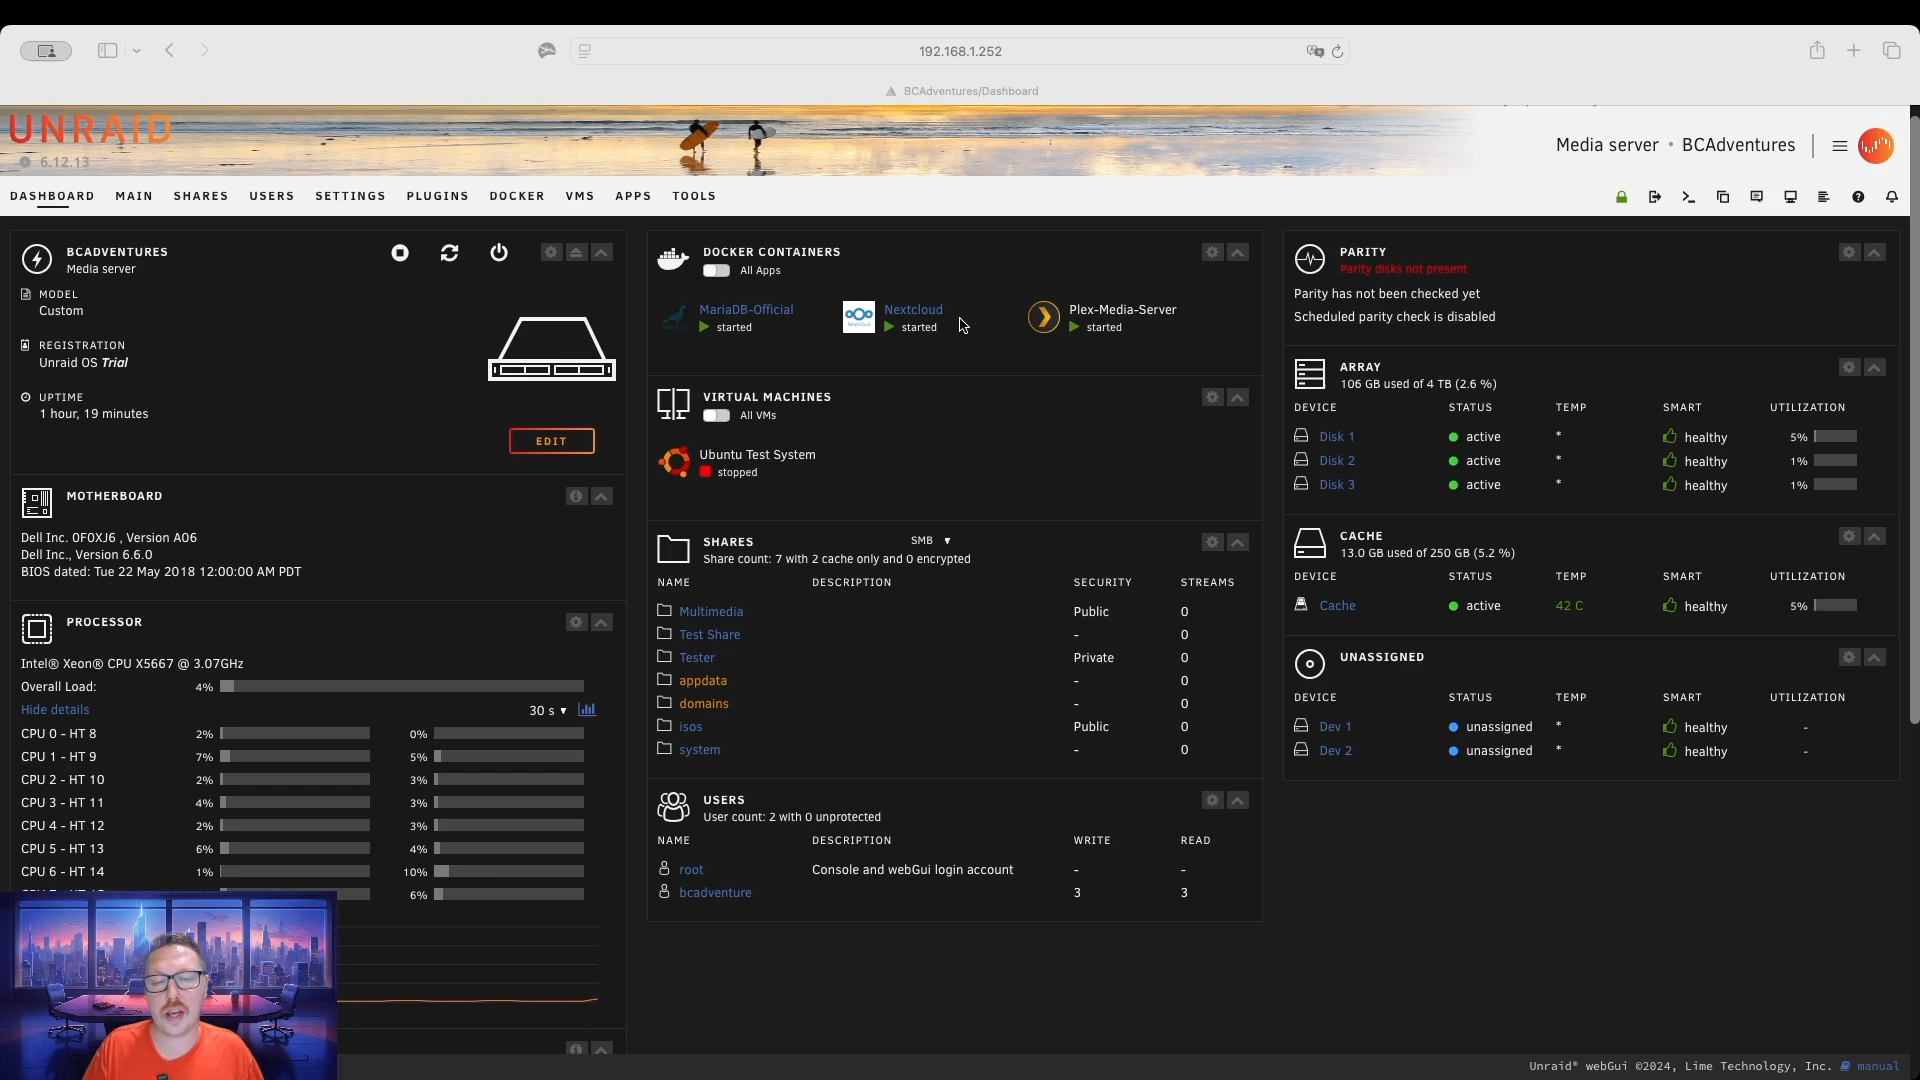 192.168.1.252
BCAdventures/Dashboard
UNRAID
6.12.13
Media server • BCAdventures
DASHBOARD MAIN SHARES USERS SETTINGS PLUGINS DOCKER VMS APPS TOOLS
BCADVENTURES
Media server
MODEL
Custom
REGISTRATION
Unraid OS Trial
UPTIME
1 hour, 19 minutes
EDIT
MOTHERBOARD
Dell Inc. 0F0XJ6 , Version A06
Dell Inc., Version 6.6.0
BIOS dated: Tue 22 May 2018 12:00:00 AM PDT
PROCESSOR
Intel® Xeon® CPU X5667 @ 3.07GHz
Overall Load: 4%
Hide details 30 s
CPU 0 - HT 8 2% 0%
CPU 1 - HT 9 7% 5%
CPU 2 - HT 10 2% 3%
CPU 3 - HT 11 4% 3%
CPU 4 - HT 12 2% 3%
CPU 5 - HT 13 6% 4%
CPU 6 - HT 14 1% 10%
6%
DOCKER CONTAINERS
All Apps
MariaDB-Official Nextcloud Plex-Media-Server
started started started
VIRTUAL MACHINES
All VMs
Ubuntu Test System
stopped
SHARES SMB
Share count: 7 with 2 cache only and 0 encrypted
NAME DESCRIPTION SECURITY STREAMS
Multimedia Public 0
Test Share - 0
Tester Private 0
appdata - 0
domains - 0
isos Public 0
system - 0
USERS
User count: 2 with 0 unprotected
NAME DESCRIPTION WRITE READ
root Console and webGui login account - -
bcadventure 3 3
PARITY
Parity disks not present
Parity has not been checked yet
Scheduled parity check is disabled
ARRAY
106 GB used of 4 TB (2.6 %)
DEVICE STATUS TEMP SMART UTILIZATION
Disk 1 active * healthy 5%
Disk 2 active * healthy 1%
Disk 3 active * healthy 1%
CACHE
13.0 GB used of 250 GB (5.2 %)
DEVICE STATUS TEMP SMART UTILIZATION
Cache active 42 C healthy 5%
UNASSIGNED
DEVICE STATUS TEMP SMART UTILIZATION
Dev 1 unassigned * healthy -
Dev 2 unassigned * healthy -
Unraid® webGui ©2024, Lime Technology, Inc. manual